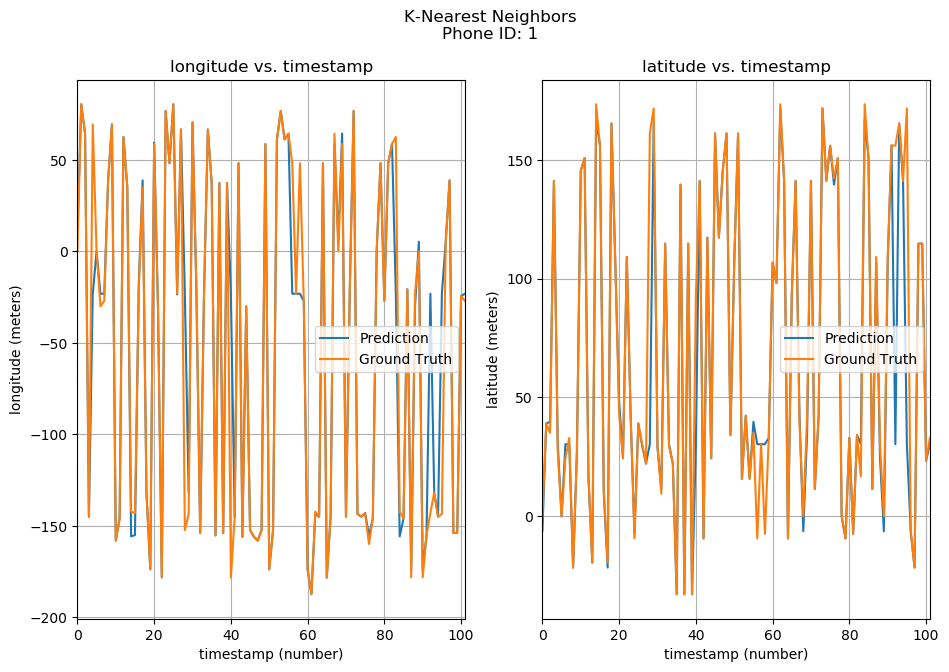 K-Nearest Neighbors
Phone ID: 1
longitude vs. timestamp
longitude (meters)
50
0
−50
−100
−150
−200
0 20 40 60 80 100
timestamp (number)
Prediction
Ground Truth
latitude vs. timestamp
latitude (meters)
150
100
50
0
0 20 40 60 80 100
timestamp (number)
Prediction
Ground Truth